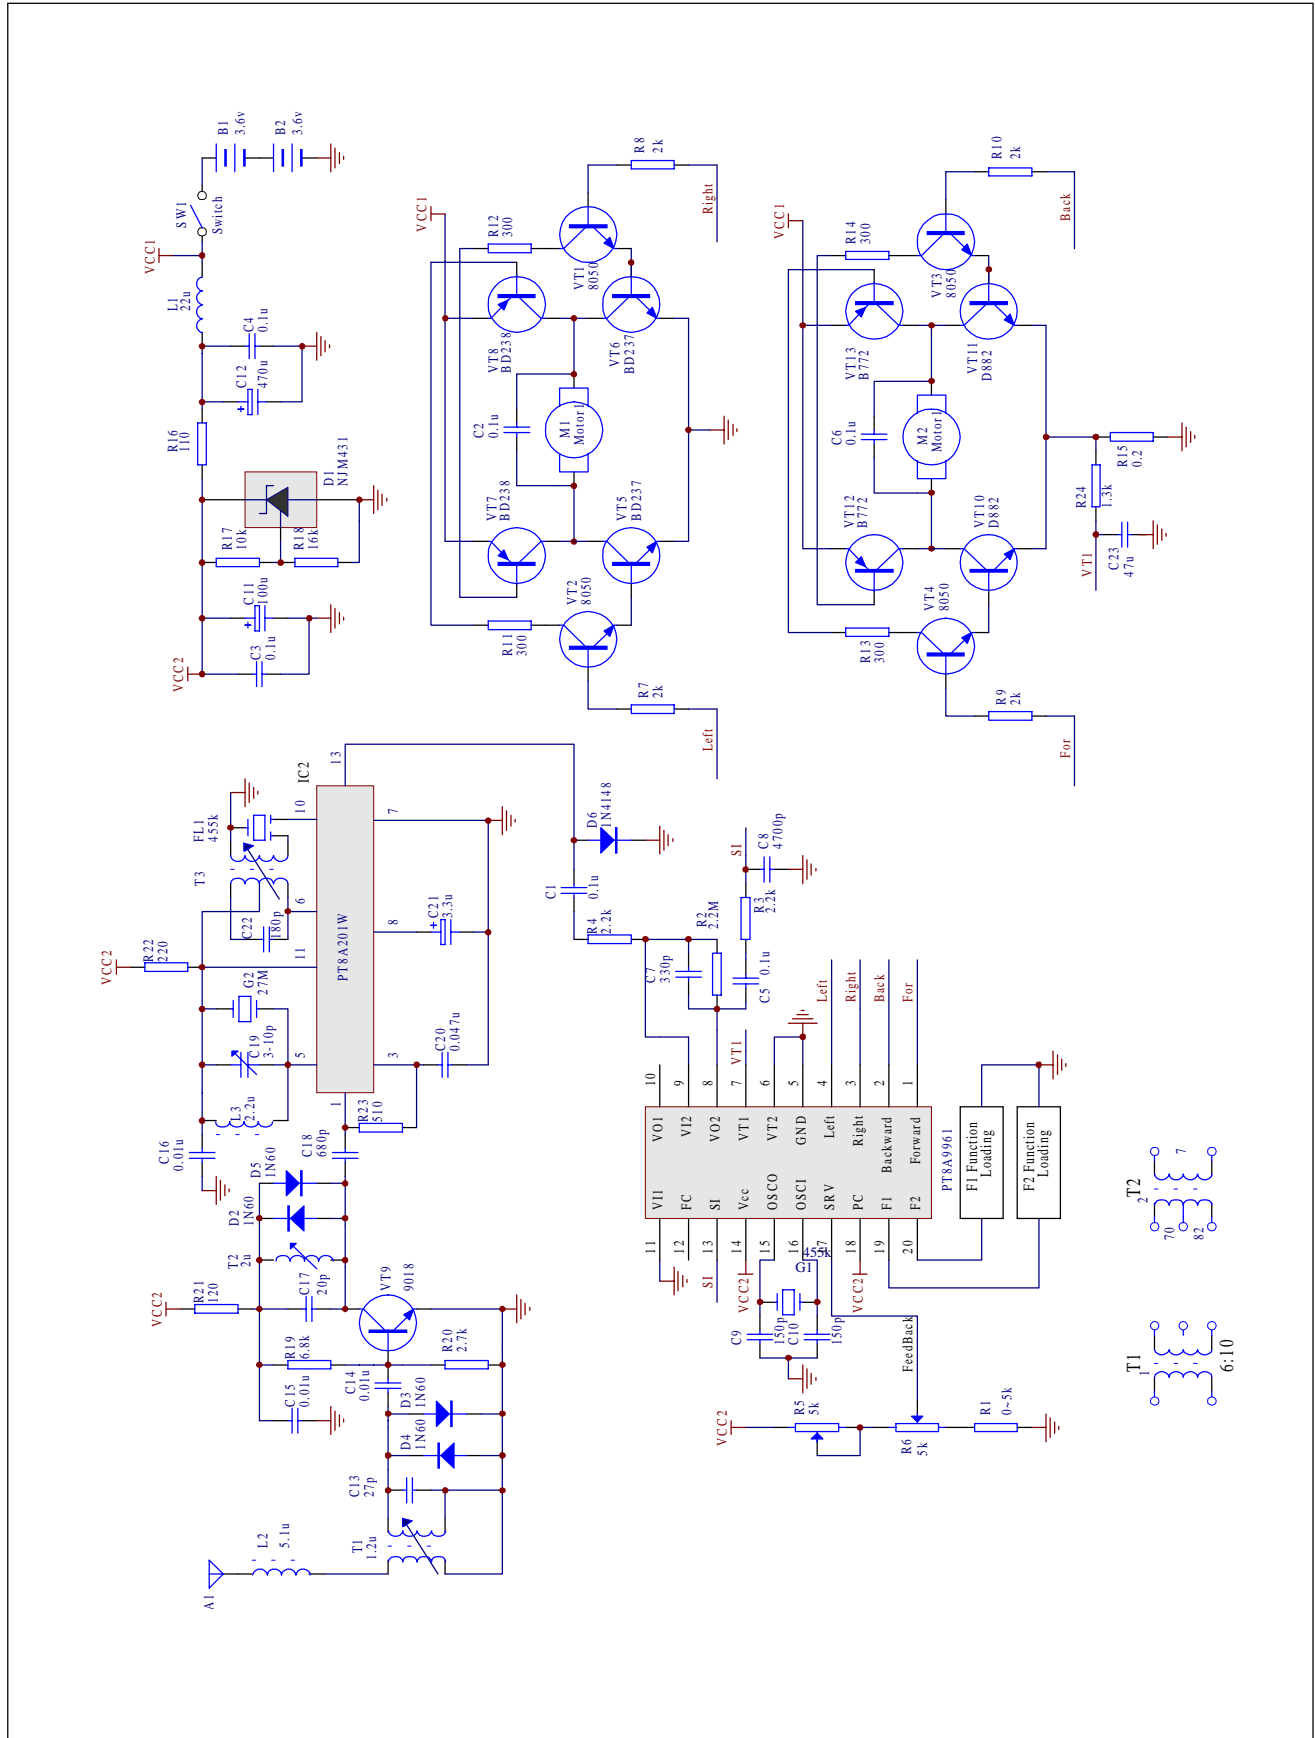 A1
L2
5.1u
T1
1.2u
C13
27p
D4
1N60
D3
1N60
C14
0.01u
C15
0.01u
R19
6.8k
R20
2.7k
VCC2
R21
120
C17
20p
VT9
9018
T2
2u
D2
1N60
D5
1N60
C18
680p
C16
0.01u
L3
2.2u
C19
3-10p
G2
27M
VCC2
R22
220
C22
180p
T3
FL1
455k
R23
510
C20
0.047u
C21
3.3u
+
IC2
PT8A201W
1
3
5
11
8
6
10
7
13
VCC2
C3
0.1u
C11
100u
+
R17
10k
R18
16k
D1
NJM431
R16
110
C12
470u
+
C4
0.1u
L1
22u
VCC1
SW1
Switch
B1
3.6v
B2
3.6v
Left
R7
2k
R11
300
VT2
8050
VT7
BD238
VT5
BD237
C2
0.1u
M1
Motor1
VT8
BD238
VT6
BD237
VCC1
R12
300
VT1
8050
R8
2k
Right
For
R9
2k
R13
300
VT4
8050
VT12
B772
VT10
D882
C6
0.1u
M2
Motor1
VT13
B772
VT11
D882
VCC1
R14
300
VT3
8050
R10
2k
Back
VT1
C23
47u
R24
1.3k
R15
0.2
D6
1N4148
C1
0.1u
R4
2.2k
C7
330p
R2
2.2M
C5
0.1u
R3
2.2k
C8
4700p
SI
VT1
Left
Right
Back
For
10
9
8
7
6
5
4
3
2
1
VO1
VI2
VO2
VT1
VT2
GND
Left
Right
Backward
Forward
VI1
FC
SI
Vcc
OSCO
OSCI
SRV
PC
F1
F2
11
12
13
14
15
16
17
18
19
20
PT8A9961
SI
VCC2
VCC2
455k
G1
C9
150p
C10
150p
FeedBack
VCC2
R5
5k
R6
5k
R1
0~5k
F1 Function
Loading
F2 Function
Loading
T1
1
6:10
T2
2
70
82
7